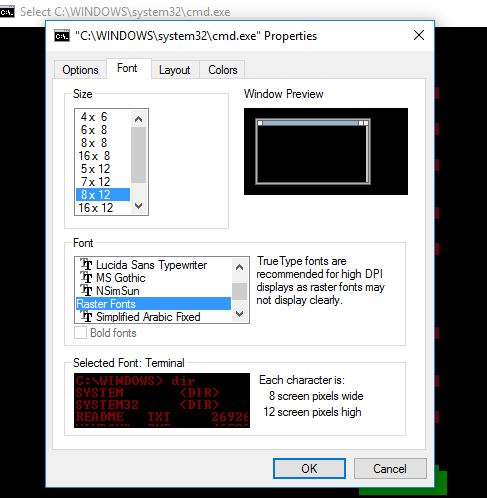 Select C:\WINDOWS\system32\cmd.exe
"C:\WINDOWS\system32\cmd.exe" Properties
Options Font Layout Colors
Size
4 x 6
6 x 8
8 x 8
16 x 8
5 x 12
7 x 12
8 x 12
16 x 12
Window Preview
Font
Lucida Sans Typewriter
MS Gothic
NSimSun
Raster Fonts
Simplified Arabic Fixed
Bold fonts
TrueType fonts are
recommended for high DPI
displays as raster fonts may
not display clearly.
Selected Font: Terminal
C:\WINDOWS> dir
SYSTEM <DIR>
SYSTEM32 <DIR>
README TXT 26926
Each character is:
8 screen pixels wide
12 screen pixels high
OK Cancel